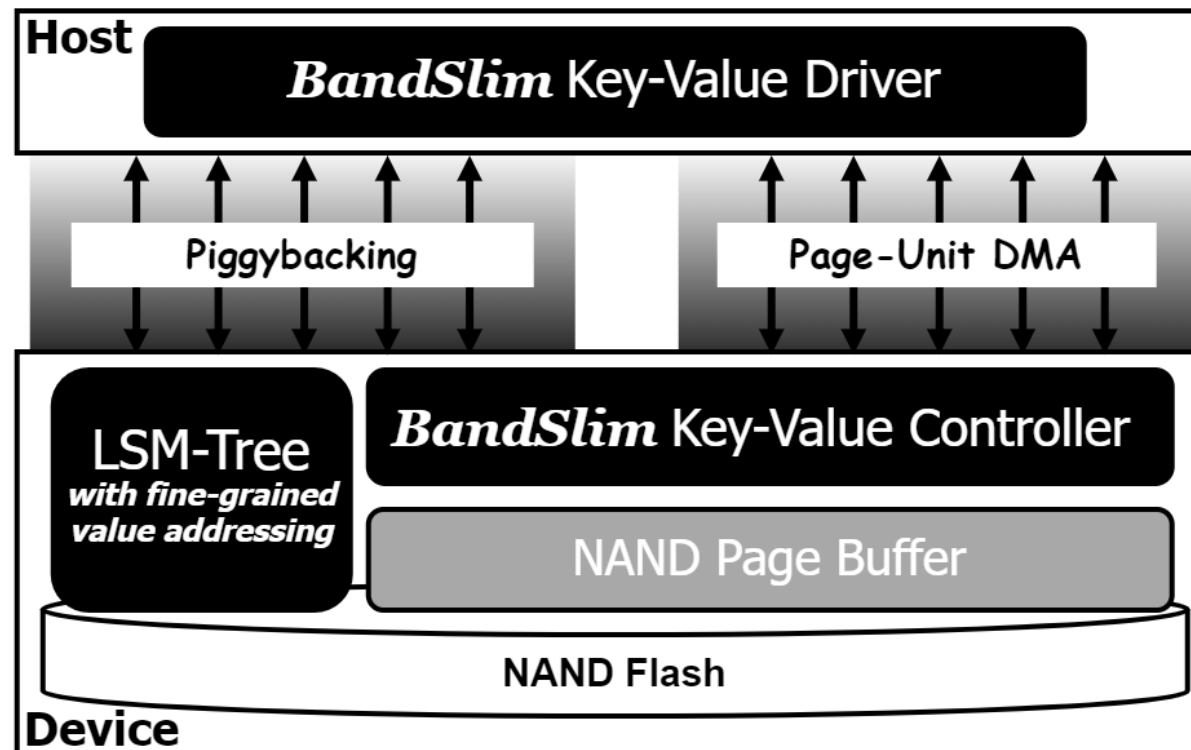 Host
BandSlim Key-Value Driver
Piggybacking
Page-Unit DMA
LSM-Tree
with fine-grained
value addressing
BandSlim Key-Value Controller
NAND Page Buffer
NAND Flash
Device